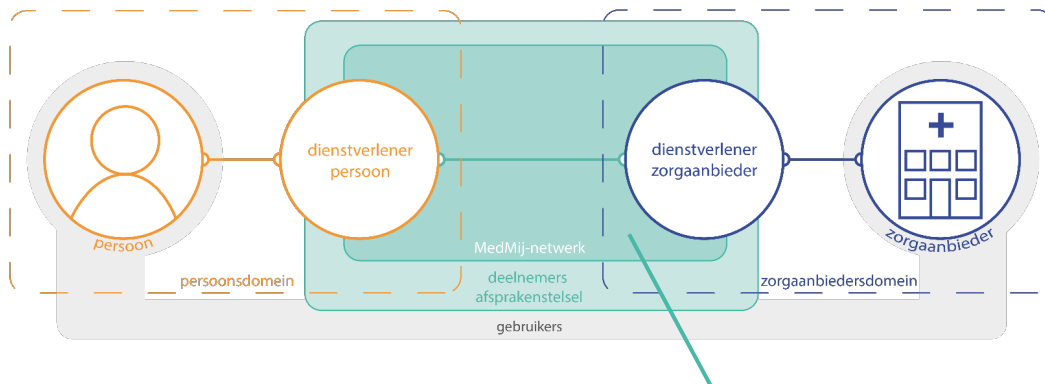 dienstverlener
persoon
dienstverlener
zorgaanbieder
persoon
zorgaanbieder
MedMij-netwerk
persoonsdomein
deelnemers
afsprakenstelsel
zorgaanbiedersdomein
gebruikers